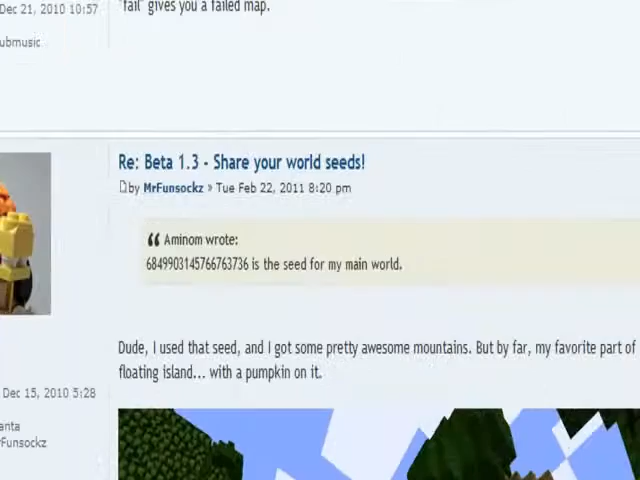 Dec 21, 2010 10:57
"fail" gives you a failed map.
ubmusic
Re: Beta 1.3 - Share your world seeds!
by MrFunsockz » Tue Feb 22, 2011 8:20 pm
Aminom wrote:
6849903145766763736 is the seed for my main world.
Dude, I used that seed, and I got some pretty awesome mountains. But by far, my favorite part of
floating island... with a pumpkin on it.
Dec 15, 2010 5:28
anta
rFunsockz